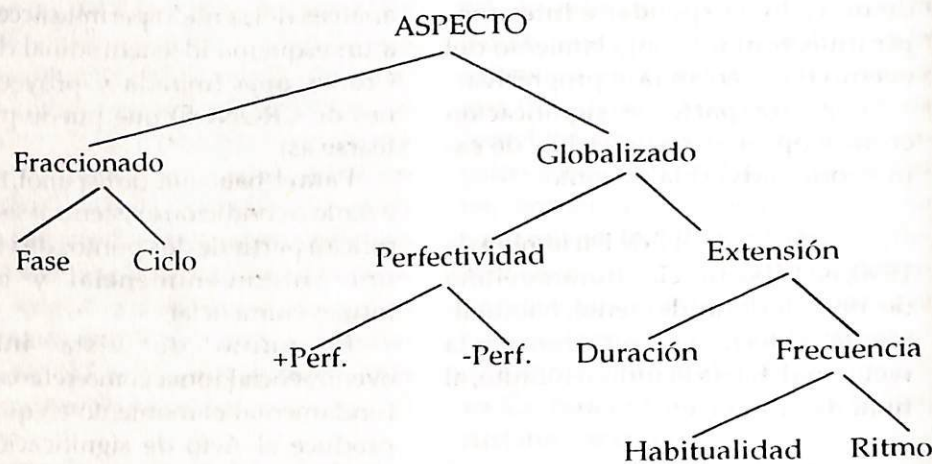 ASPECTO
Fraccionado Globalizado
Fase Ciclo Perfectividad Extensión
+Perf. -Perf. Duración Frecuencia
Habitualidad Ritmo